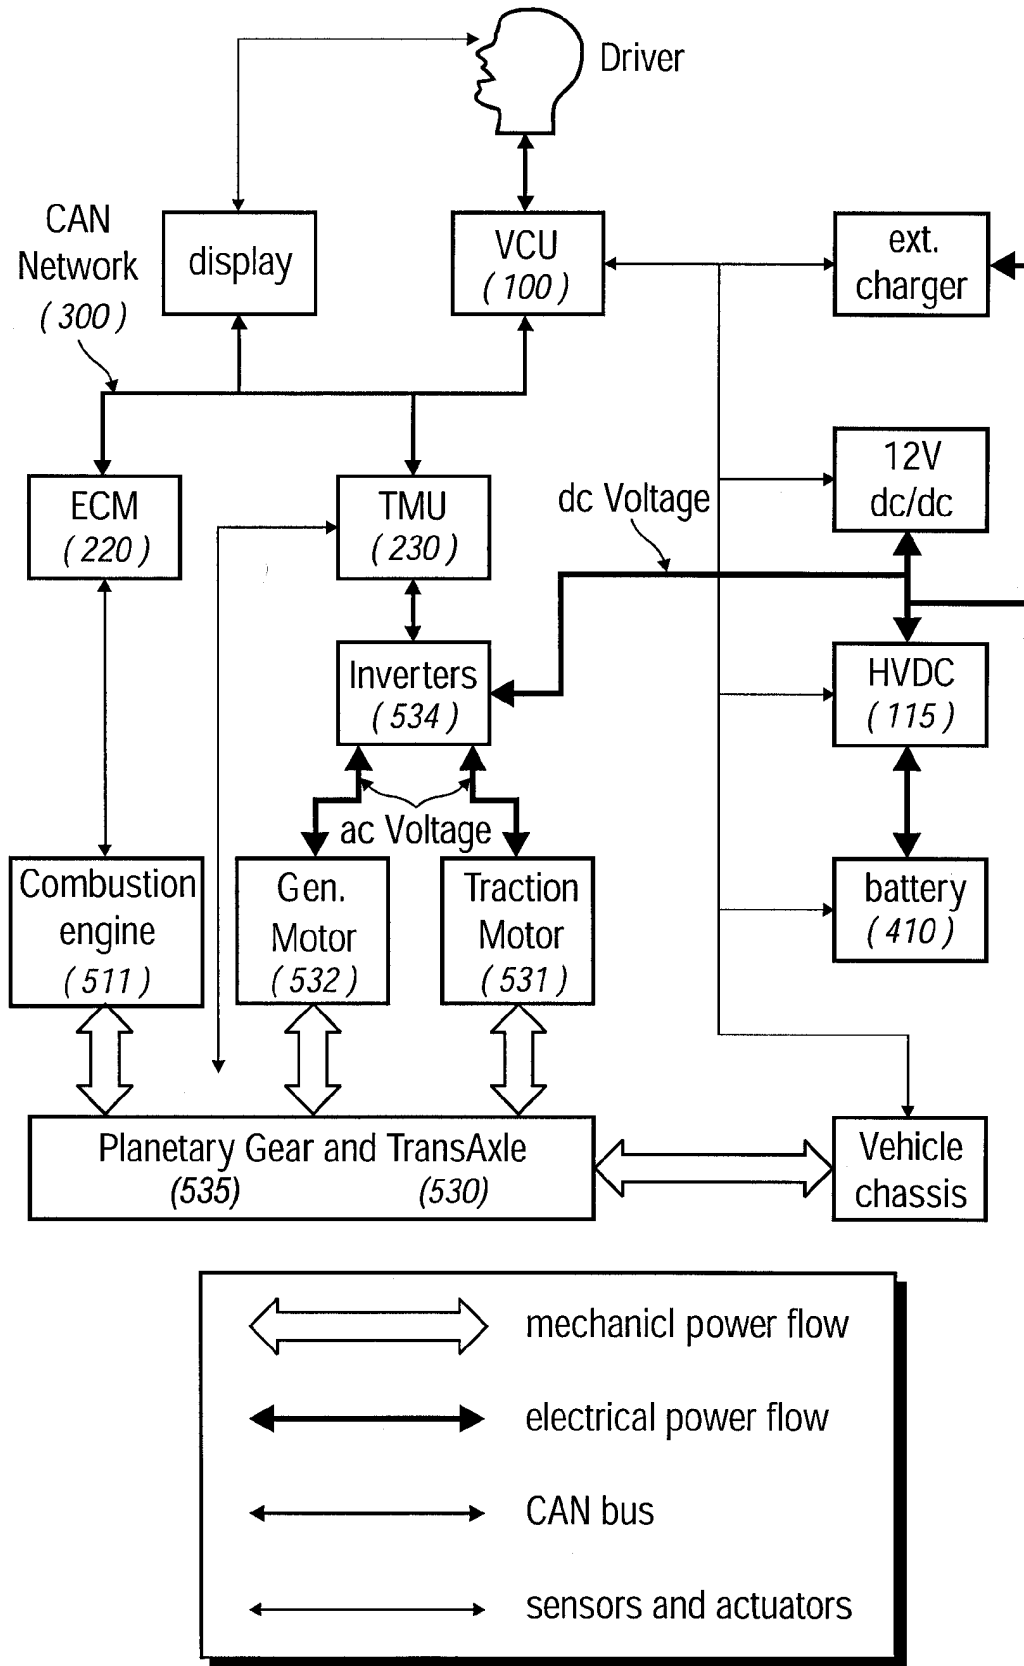 Driver
CAN
Network
(300)
display
VCU
(100)
ext.
charger
12V
dc/dc
dc Voltage
ECM
(220)
TMU
(230)
Inverters
(534)
HVDC
(115)
ac Voltage
Combustion
engine
(511)
Gen.
Motor
(532)
Traction
Motor
(531)
battery
(410)
Planetary Gear and TransAxle
(535) (530)
Vehicle
chassis
mechanicl power flow
electrical power flow
CAN bus
sensors and actuators